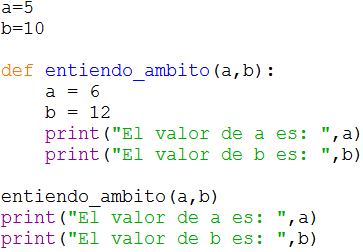 a=5
b=10
def entiendo_ambito(a,b):
    a = 6
    b = 12
    print("El valor de a es: ",a)
    print("El valor de b es: ",b)
entiendo_ambito(a,b)
print("El valor de a es: ",a)
print("El valor de b es: ",b)